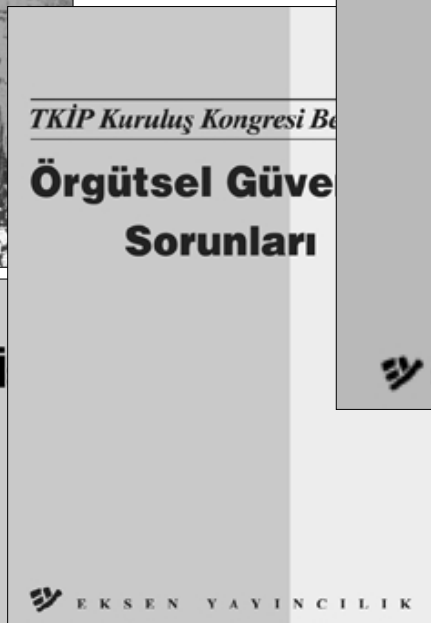 TKİP Kuruluş Kongresi Be
Örgütsel Güve
Sorunları
EKSEN YAYINCILIK